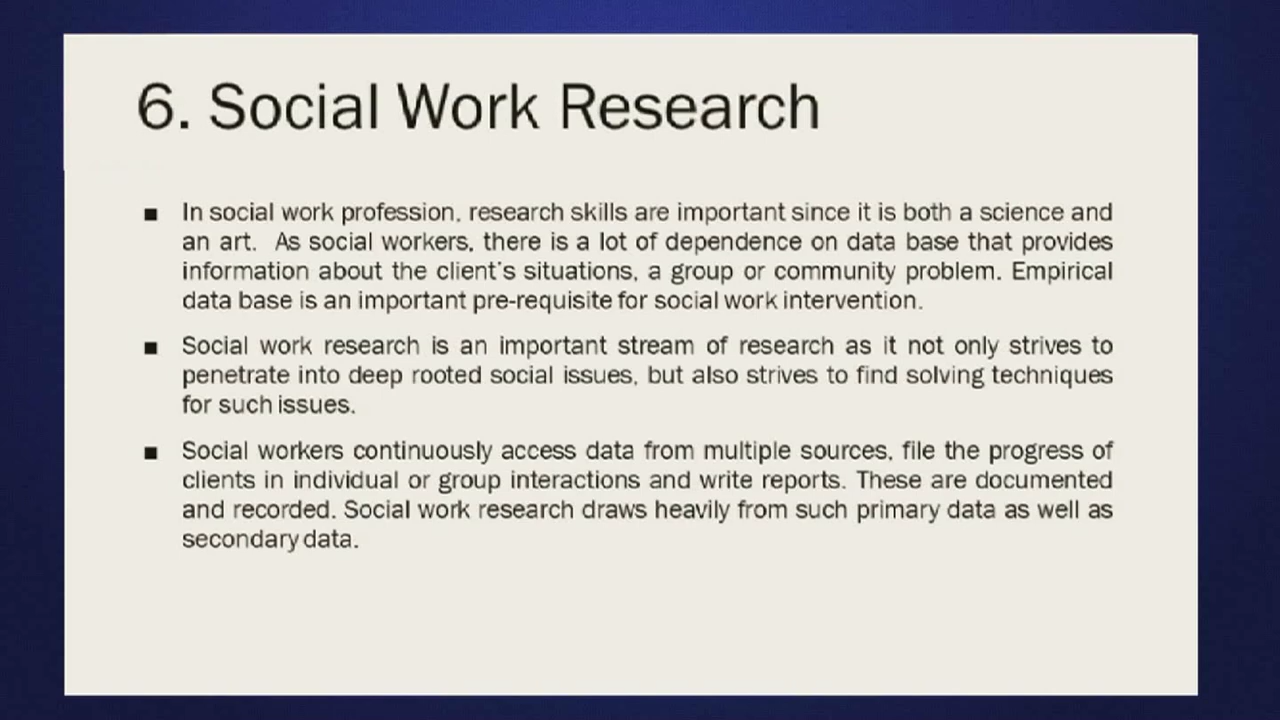 6. Social Work Research
■ In social work profession, research skills are important since it is both a science and
an art. As social workers, there is a lot of dependence on data base that provides
information about the client's situations, a group or community problem. Empirical
data base is an important pre-requisite for social work intervention.
■ Social work research is an important stream of research as it not only strives to
penetrate into deep rooted social issues, but also strives to find solving techniques
for such issues.
■ Social workers continuously access data from multiple sources, file the progress of
clients in individual or group interactions and write reports. These are documented
and recorded. Social work research draws heavily from such primary data as well as
secondary data.